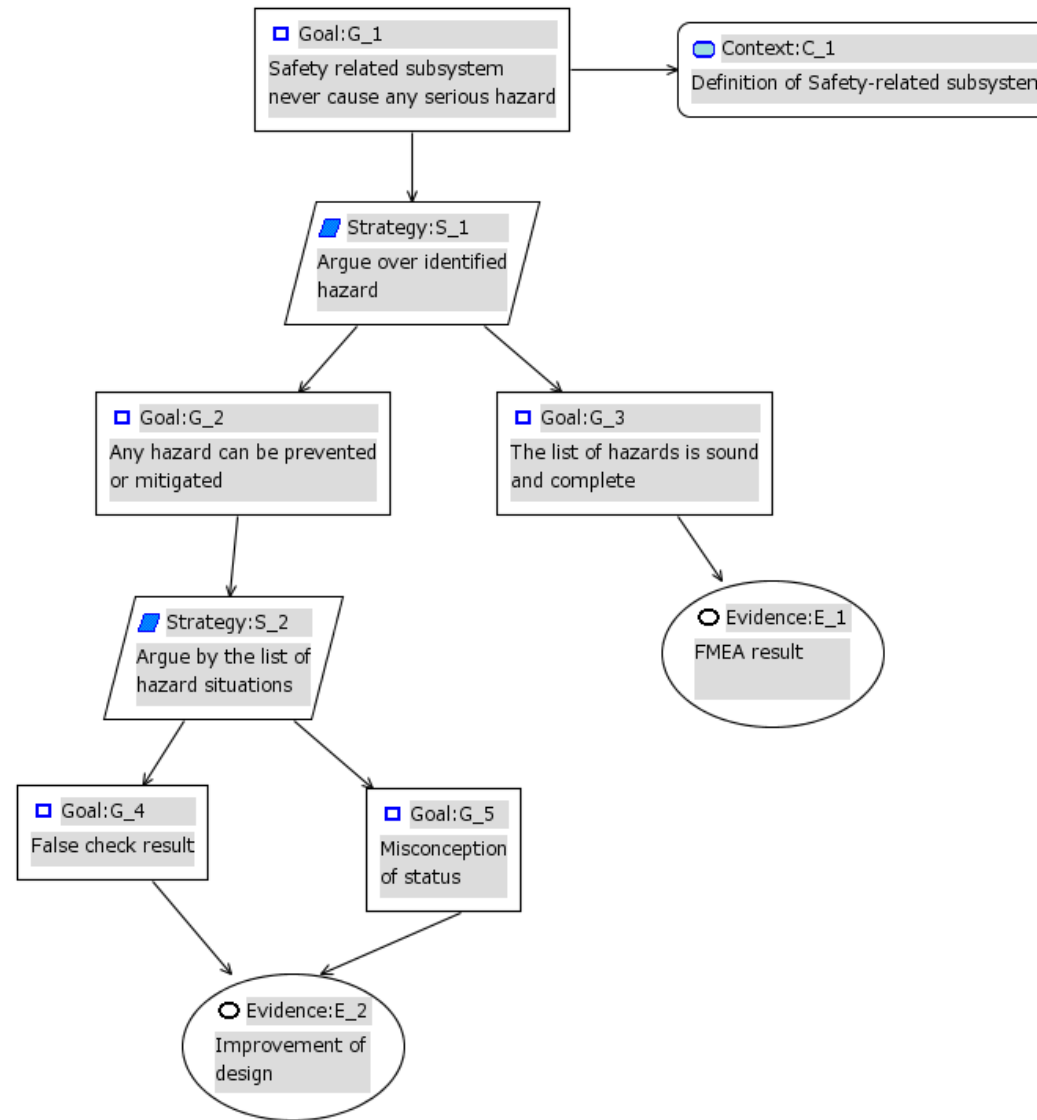 Goal:G_1
Safety related subsystem
never cause any serious hazard
Context:C_1
Definition of Safety-related subsystem
Strategy:S_1
Argue over identified
hazard
Goal:G_2
Any hazard can be prevented
or mitigated
Goal:G_3
The list of hazards is sound
and complete
Strategy:S_2
Argue by the list of
hazard situations
Evidence:E_1
FMEA result
Goal:G_4
False check result
Goal:G_5
Misconception
of status
Evidence:E_2
Improvement of
design